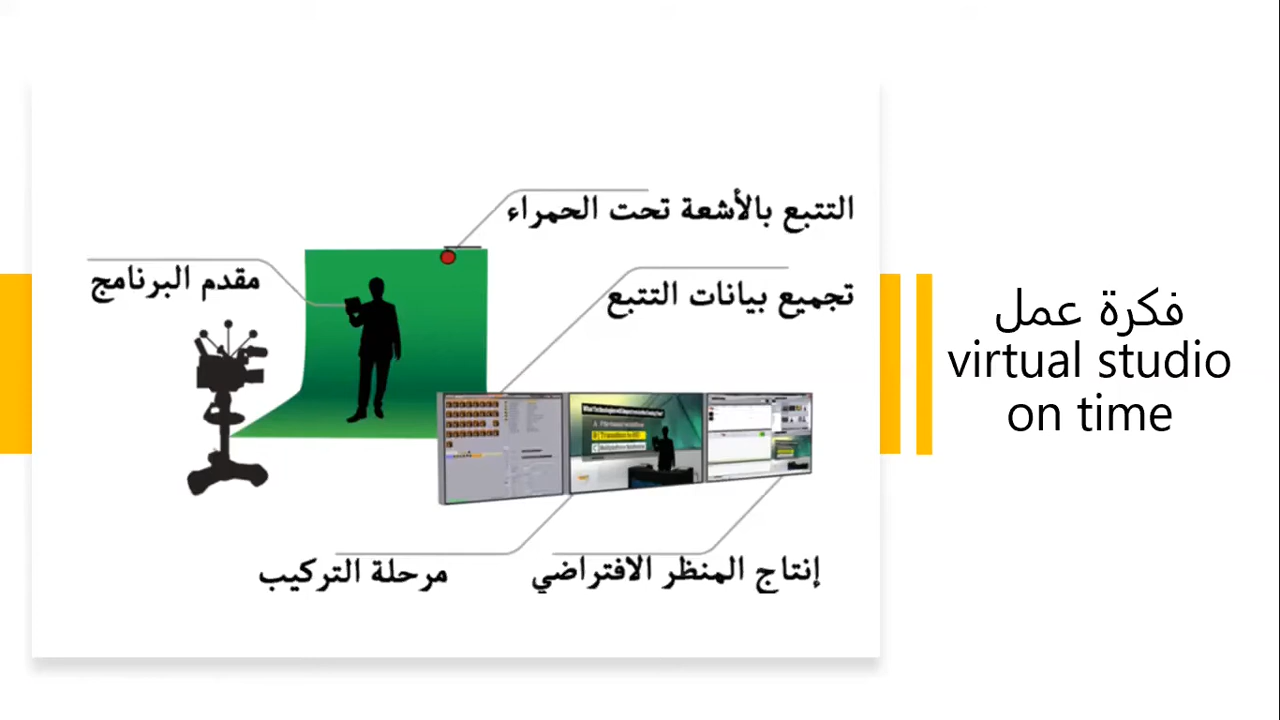 فكرة عمل
virtual studio
on time
التتبع بالأشعة تحت الحمراء
مقدم البرنامج
تجميع بيانات التتبع
مرحلة التركيب
إنتاج المنظر الافتراضي